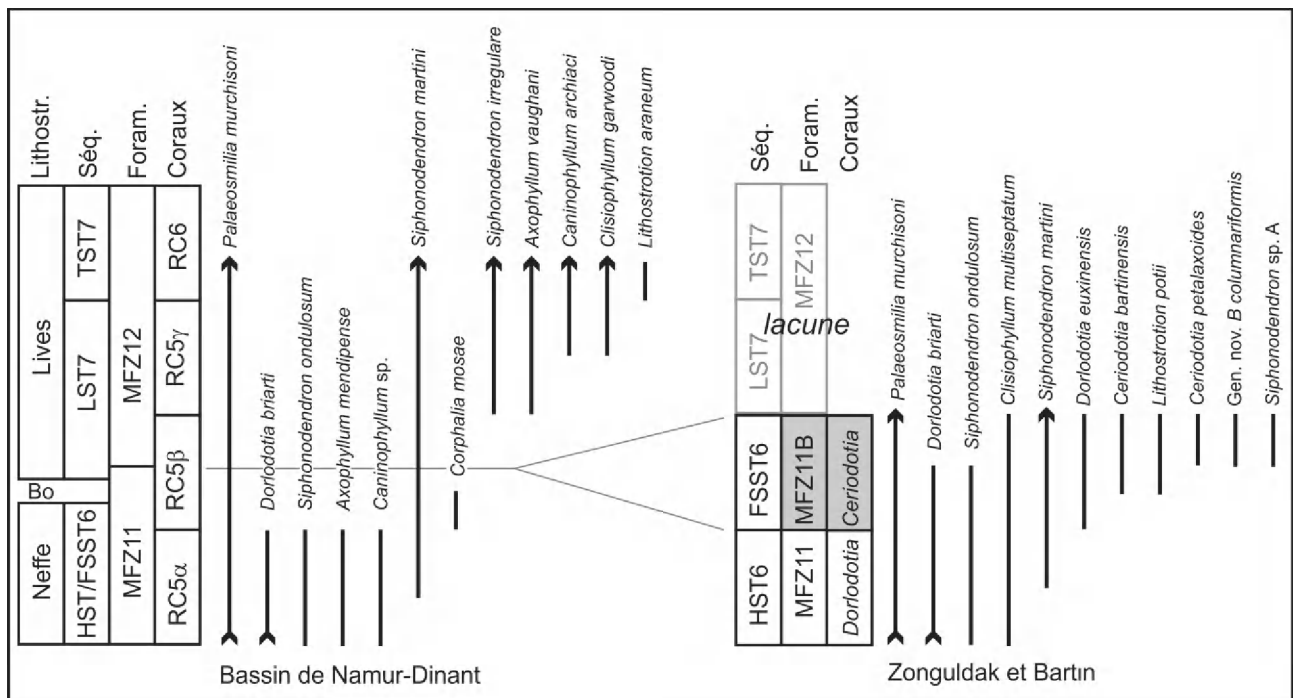 Lithostr.
Séq.
Foram.
Coraux
Neffe
Bo
Lives
HST/FSST6
LST7
TST7
MFZ11
MFZ12
RC5α
RC5β
RC5γ
RC6
Palaeosmilia murchisoni
Dorlodotia briarti
Siphonodendron ondulosum
Axophyllum mendipense
Caninophyllum sp.
Siphonodendron martini
Corphalia mosae
Siphonodendron irregulare
Axophyllum vaughani
Caninophyllum archiaci
Clisiophyllum garwoodi
Lithostrotion araneum
Bassin de Namur-Dinant
Séq.
Foram.
Coraux
HST6
FSST6
LST7
TST7
MFZ11
MFZ11B
MFZ12
lacune
Dorlodotia
Ceriodotia
Palaeosmilia murchisoni
Dorlodotia briarti
Siphonodendron ondulosum
Clisiophyllum multiseptatum
Siphonodendron martini
Dorlodotia euxinensis
Ceriodotia bartinensis
Lithostrotion potii
Ceriodotia petalaxoides
Gen. nov. B columnariformis
Siphonodendron sp. A
Zonguldak et Bartın